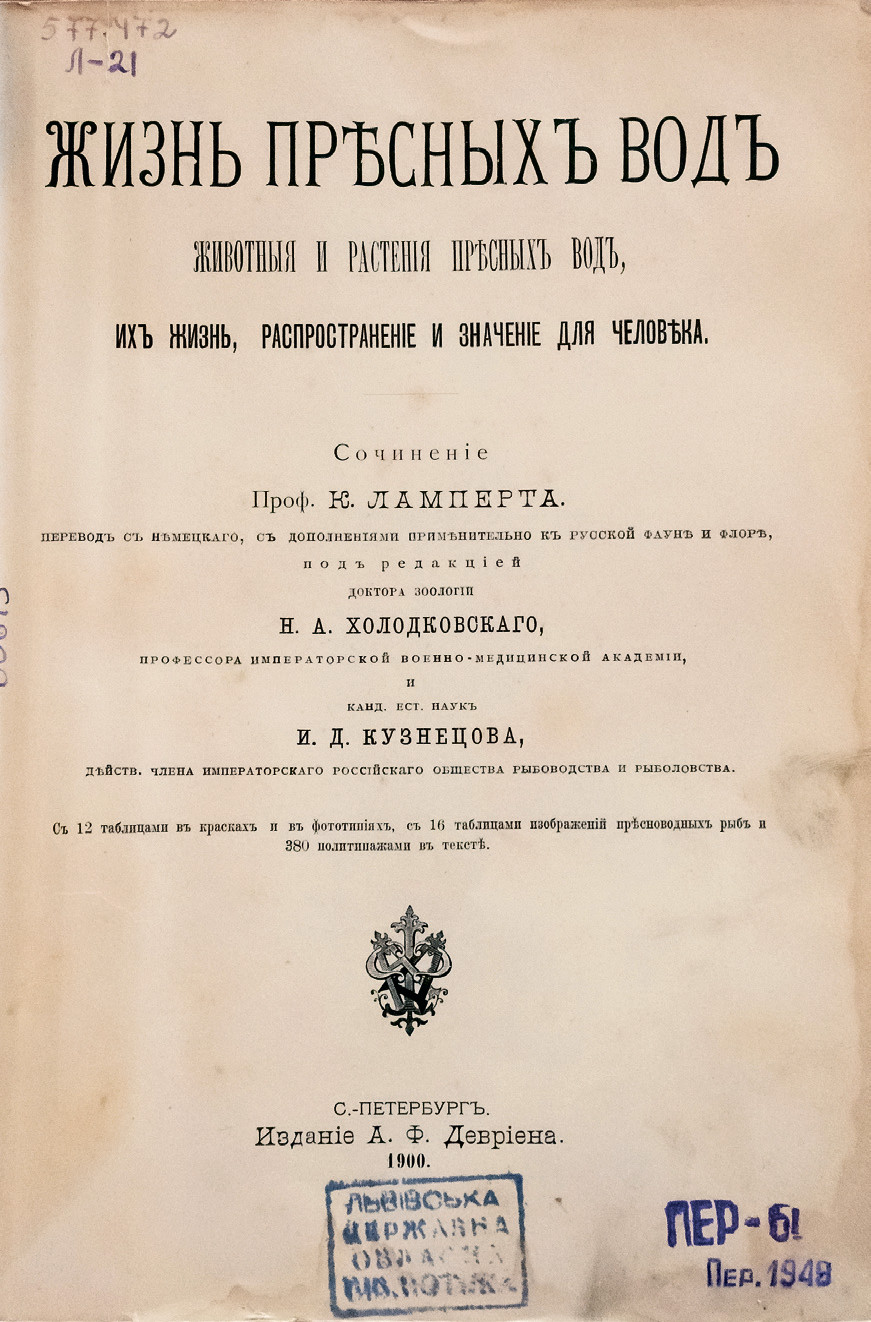 577.472
Л-21
ЖИЗНЬ ПРѢСНЫХЪ ВОДЪ
ЖИВОТНЫЯ И РАСТЕНІЯ ПРѢСНЫХЪ ВОДЪ,
ИХЪ ЖИЗНЬ, РАСПРОСТРАНЕНІЕ И ЗНАЧЕНІЕ ДЛЯ ЧЕЛОВѢКА.
Сочиненіе
Проф. К. ЛАМПЕРТА.
ПЕРЕВОДЪ СЪ НѢМЕЦКАГО, СЪ ДОПОЛНЕНІЯМИ ПРИМѢНИТЕЛЬНО КЪ РУССКОЙ ФАУНѢ И ФЛОРѢ,
подъ редакціей
ДОКТОРА ЗООЛОГІИ
Н. А. ХОЛОДКОВСКАГО,
ПРОФЕССОРА ИМПЕРАТОРСКОЙ ВОЕННО-МЕДИЦИНСКОЙ АКАДЕМІИ,
И
КАНД. ЕСТ. НАУКЪ
И. Д. КУЗНЕЦОВА,
ДѢЙСТВ. ЧЛЕНА ИМПЕРАТОРСКАГО РОССІЙСКАГО ОБЩЕСТВА РЫБОВОДСТВА И РЫБОЛОВСТВА.
Съ 12 таблицами въ краскахъ и въ фототипіяхъ, съ 16 таблицами изображеній прѣсноводныхъ рыбъ и
380 политипажами въ текстѣ.
С.-ПЕТЕРБУРГЪ.
Изданіе А. Ф. Девріена.
1900.
ЛЬВІВСЬКА
ДЕРЖАВНА
ОБЛАСНА
БІБЛІОТЕКА
ПЕР-61
Пер. 1948